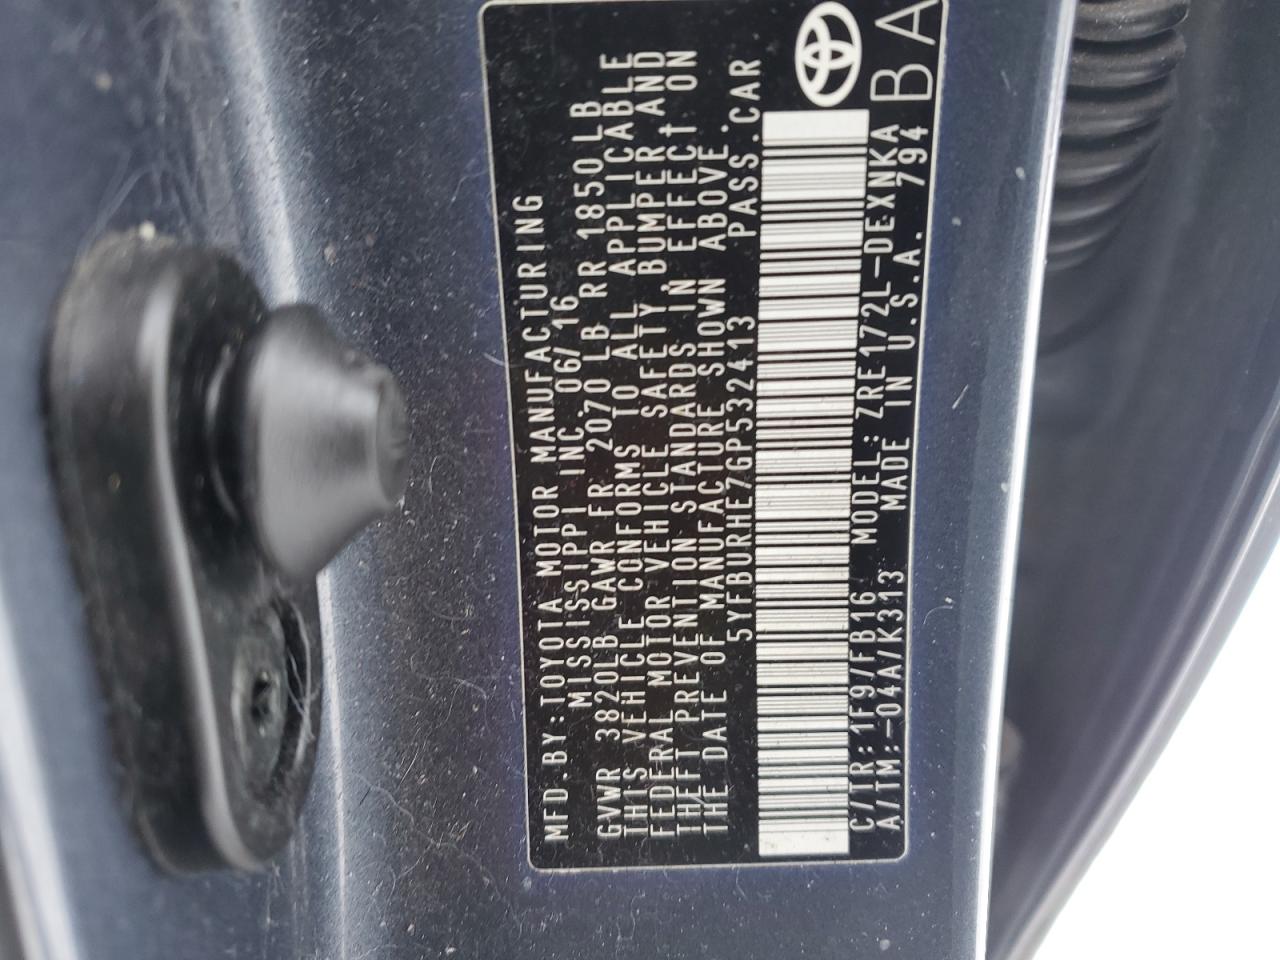 MFD.BY:TOYOTA MOTOR MANUFACTURING
MISSISSIPPI INC. 06/16
GVWR 3820LB GAWR FR 2070LB RR 1850LB
THIS VEHICLE CONFORMS TO ALL APPLICABLE
FEDERAL MOTOR VEHICLE SAFETY, BUMPER, AND
THEFT PREVENTION STANDARDS IN EFFECT ON
THE DATE OF MANUFACTURE SHOWN ABOVE.
5YFBURHE7GP532413 PASS.CAR
C/TR:1F9/FB16 MODEL:ZRE172L-DEXNKA
A/TM:-04A/K313 MADE IN U.S.A. 794
BA